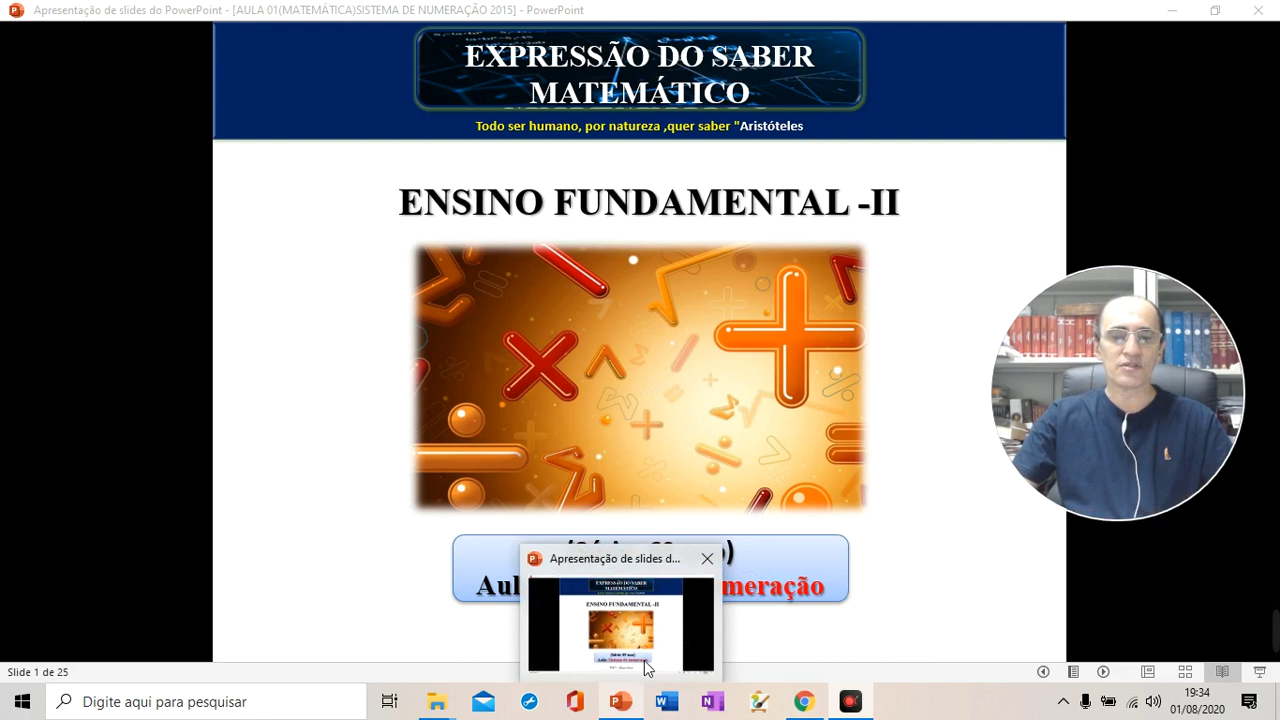 Apresentação de slides do PowerPoint - [AULA 01(MATEMÁTICA)SISTEMA DE NUMERAÇÃO 2015] - PowerPoint
EXPRESSÃO DO SABER
MATEMÁTICO
Todo ser humano, por natureza ,quer saber "Aristóteles
ENSINO FUNDAMENTAL -II
Apresentação de slides d...
Aul
meração
EXPRESSÃO DO SABER
MATEMÁTICO
ENSINO FUNDAMENTAL -II
Slide 1 de 25
Digite aqui para pesquisar
19:34
01/08/2020